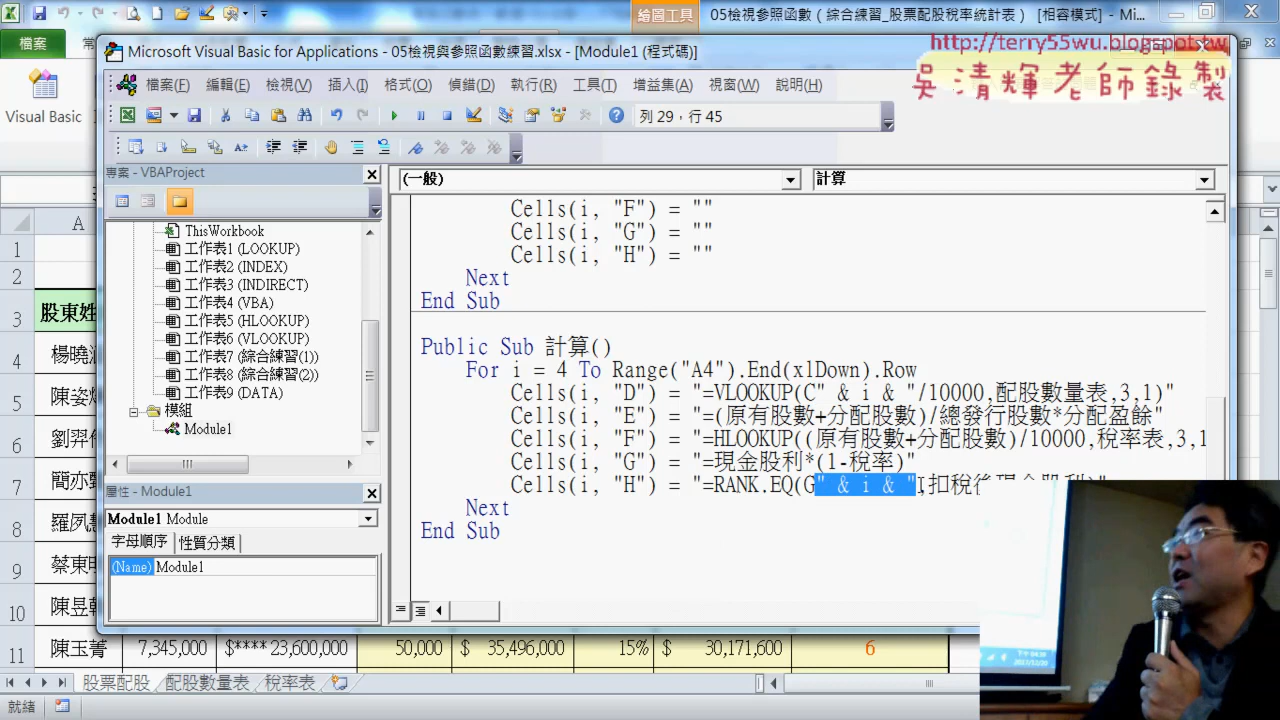 繪圖工具
05檢視參照函數（綜合練習_股票配股稅率統計表） [相容模式] - Mi...
檔案
Visual Basic
http://terry55wu.blogspot.tw
吳清輝老師錄製
Microsoft Visual Basic for Applications - 05檢視與參照函數練習.xlsx - [Module1 (程式碼)]
檔案(F) 編輯(E) 檢視(V) 插入(I) 格式(O) 偵錯(D) 執行(R) 工具(T) 增益集(A) 視窗(W) 說明(H)
列 29，行 45
專案 - VBAProject
ThisWorkbook
工作表1 (LOOKUP)
工作表2 (INDEX)
工作表3 (INDIRECT)
工作表4 (VBA)
工作表5 (HLOOKUP)
工作表6 (VLOOKUP)
工作表7 (綜合練習(1))
工作表8 (綜合練習(2))
工作表9 (DATA)
模組
Module1
屬性 - Module1
Module1 Module
字母順序 性質分類
(Name) Module1
(一般) 計算
Cells(i, "F") = ""
Cells(i, "G") = ""
Cells(i, "H") = ""
Next
End Sub
Public Sub 計算()
For i = 4 To Range("A4").End(xlDown).Row
Cells(i, "D") = "=VLOOKUP(C" & i & "/10000,配股數量表,3,1)"
Cells(i, "E") = "=(原有股數+分配股數)/總發行股數*分配盈餘"
Cells(i, "F") = "=HLOOKUP((原有股數+分配股數)/10000,稅率表,3,1
Cells(i, "G") = "=現金股利*(1-稅率)"
Cells(i, "H") = "=RANK.EQ(G" & i & ",扣稅後現金股利)"
Next
End Sub
A
1
2
3 股東姓
4 楊曉
5 陳姿
6 劉羿
7 簡亦
8 羅夙
9 蔡東
10 陳昱
11 陳玉菁 7,345,000 $**** 23,600,000 50,000 $ 35,496,000 15% $ 30,171,600 6
股票配股 配股數量表 稅率表
就緒
下午 04:59
2017/11/20